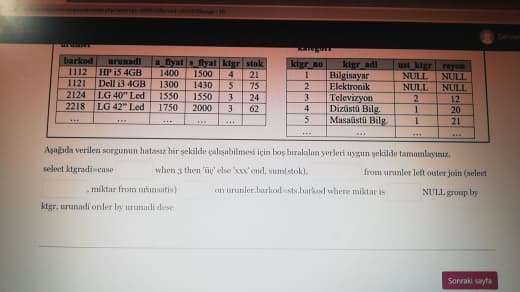 urunler
kategori
barkod urunadi a_fiyat s_fiyat ktgr stok
1112 HP i5 4GB 1400 1500 4 21
1121 Dell i3 4GB 1300 1430 5 75
2124 LG 40" Led 1550 1550 3 24
2218 LG 42" Led 1750 2000 3 62
... ... ... ... ...
ktgr_no ktgr_adi ust_ktgr reyon
1 Bilgisayar NULL NULL
2 Elektronik NULL NULL
3 Televizyon 2 12
4 Dizüstü Bilg. 1 20
5 Masaüstü Bilg. 1 21
... ... ... ...
Aşağıda verilen sorgunun hatasız bir şekilde çalışabilmesi için boş bırakılan yerleri uygun şekilde tamamlayınız.
select ktgradi=case when 3 then 'üç' else 'xxx' end, sum(stok), from urunler left outer join (select
, miktar from urunsatis) on urunler.barkod=sts.barkod where miktar is NULL group by
ktgr, urunadi order by urunadi desc
Sonraki sayfa